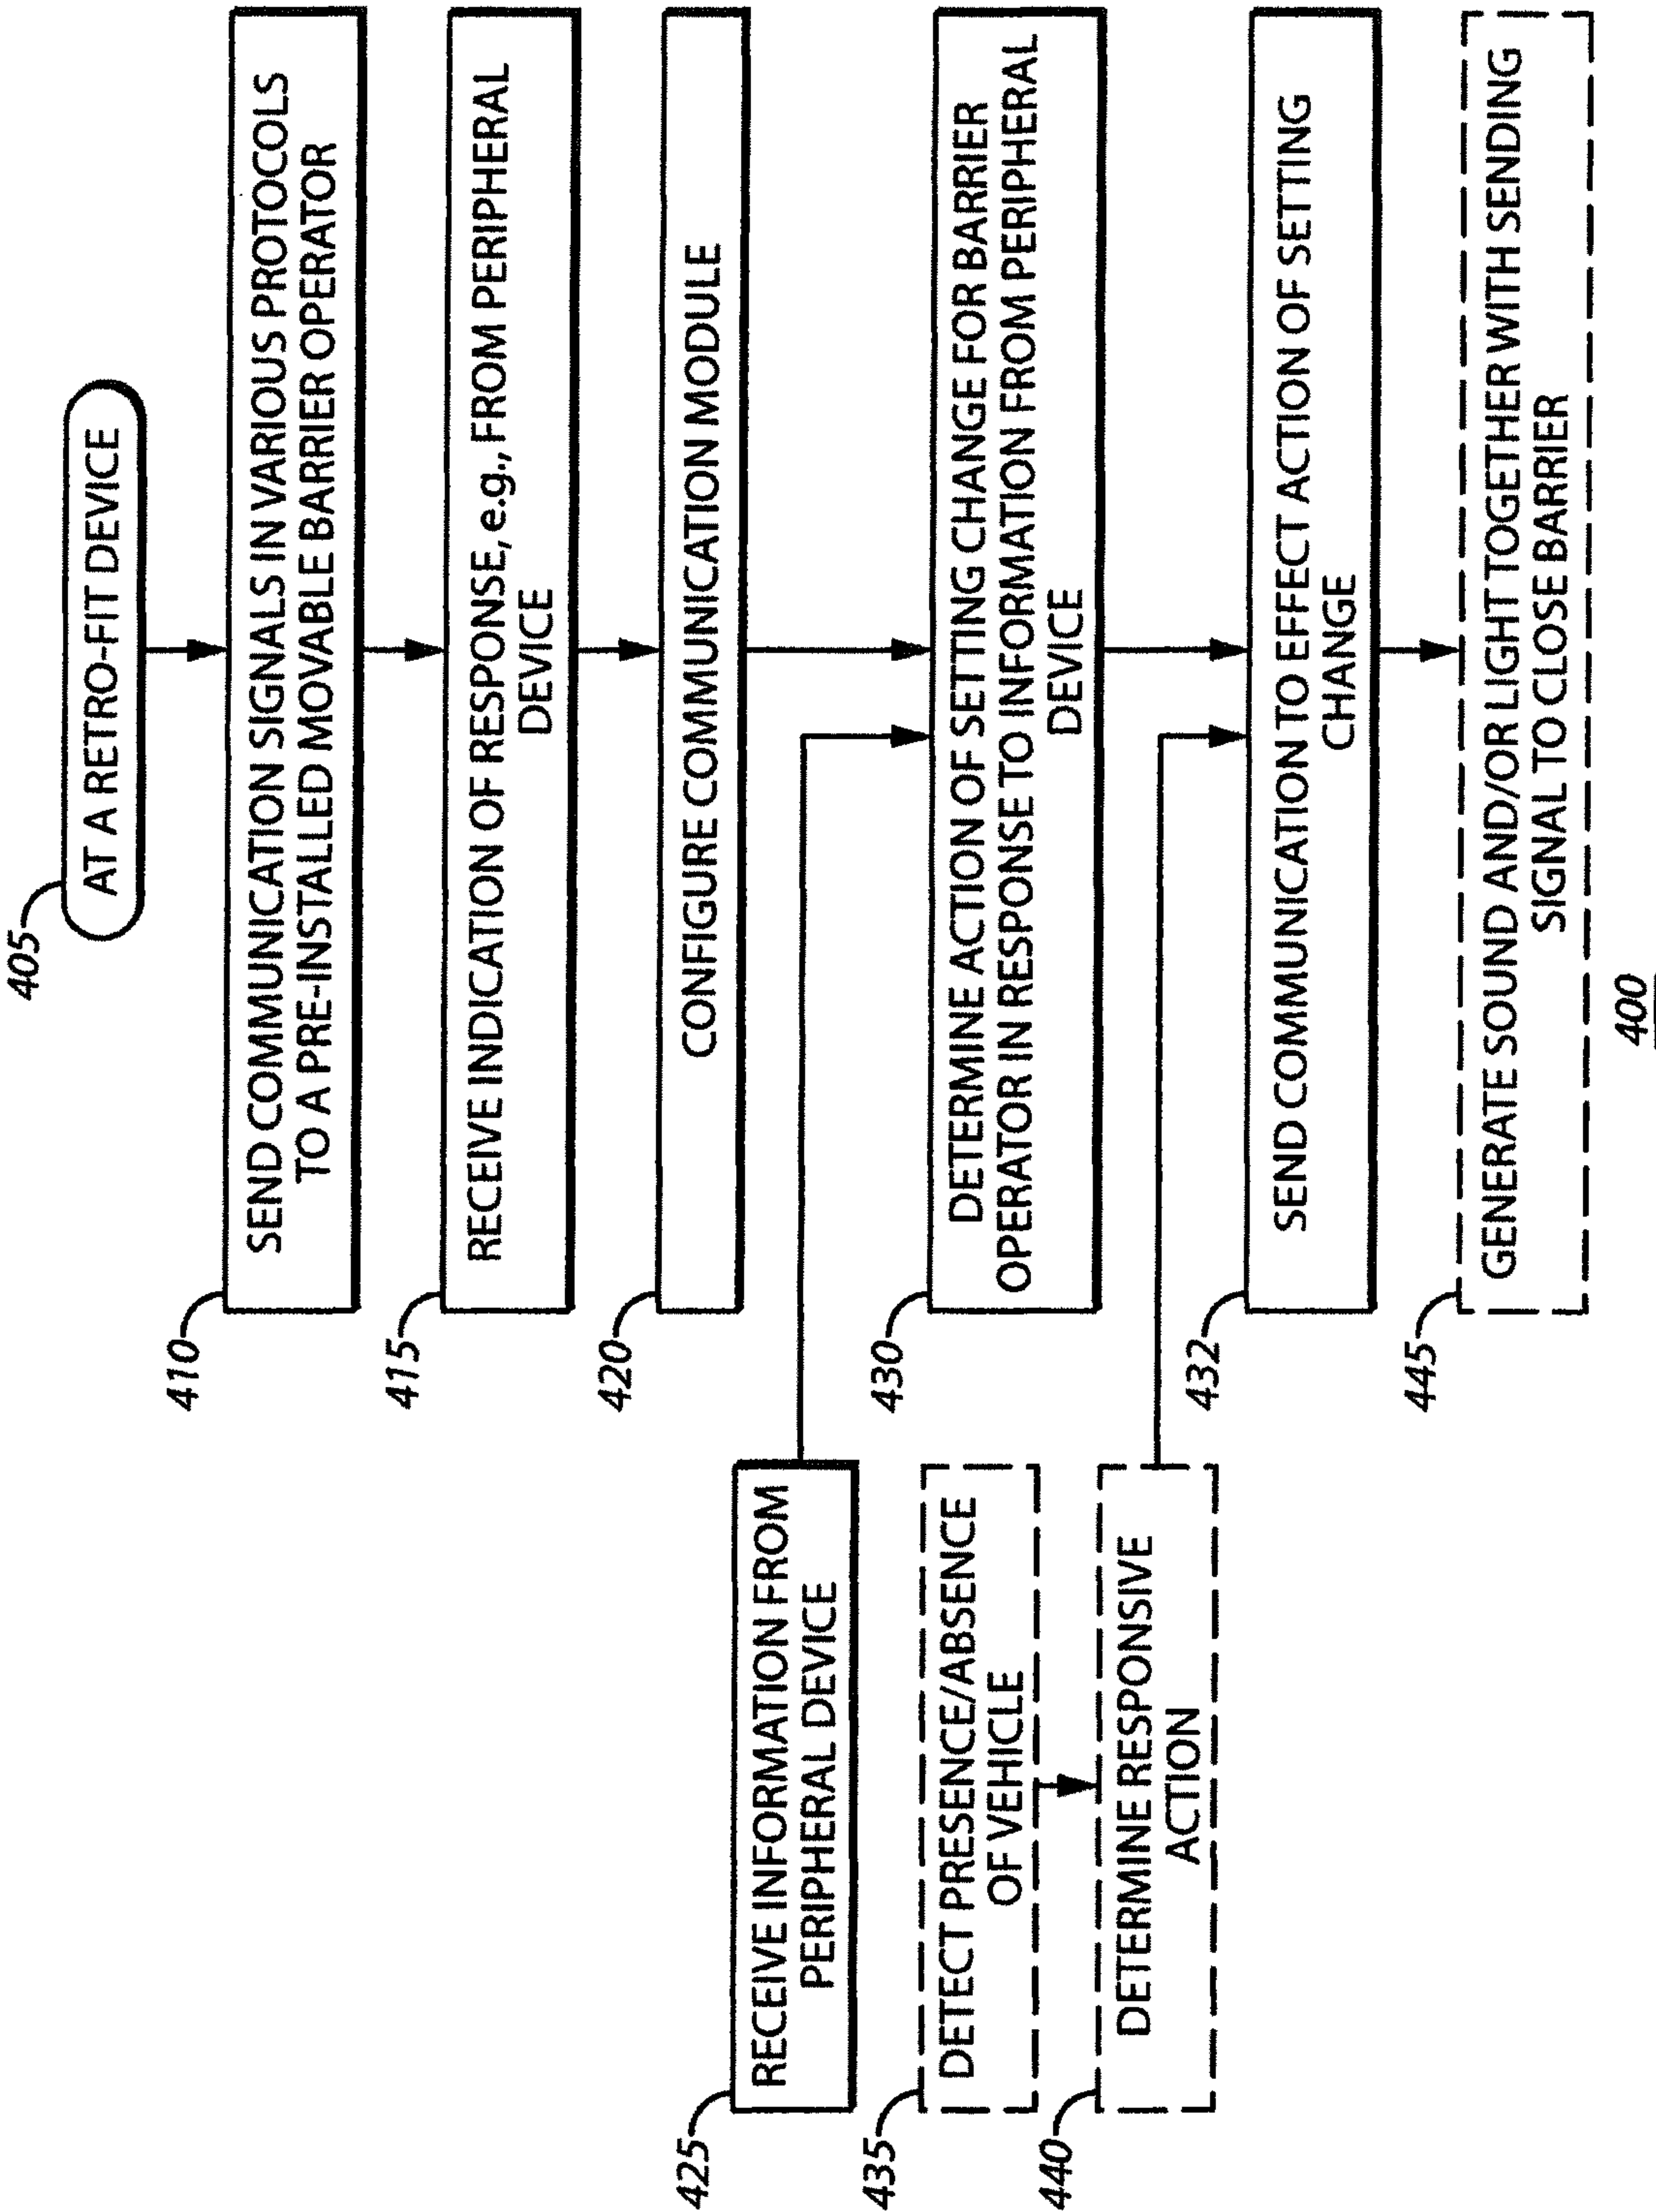 405
AT A RETRO-FIT DEVICE
410
SEND COMMUNICATION SIGNALS IN VARIOUS PROTOCOLS
TO A PRE-INSTALLED MOVABLE BARRIER OPERATOR
415
RECEIVE INDICATION OF RESPONSE, e.g., FROM PERIPHERAL
DEVICE
420
CONFIGURE COMMUNICATION MODULE
425
RECEIVE INFORMATION FROM
PERIPHERAL DEVICE
430
DETERMINE ACTION OF SETTING CHANGE FOR BARRIER
OPERATOR IN RESPONSE TO INFORMATION FROM PERIPHERAL
DEVICE
435
DETECT PRESENCE/ABSENCE
OF VEHICLE
440
DETERMINE RESPONSIVE
ACTION
432
SEND COMMUNICATION TO EFFECT ACTION OF SETTING
CHANGE
445
GENERATE SOUND AND/OR LIGHT TOGETHER WITH SENDING
SIGNAL TO CLOSE BARRIER
400